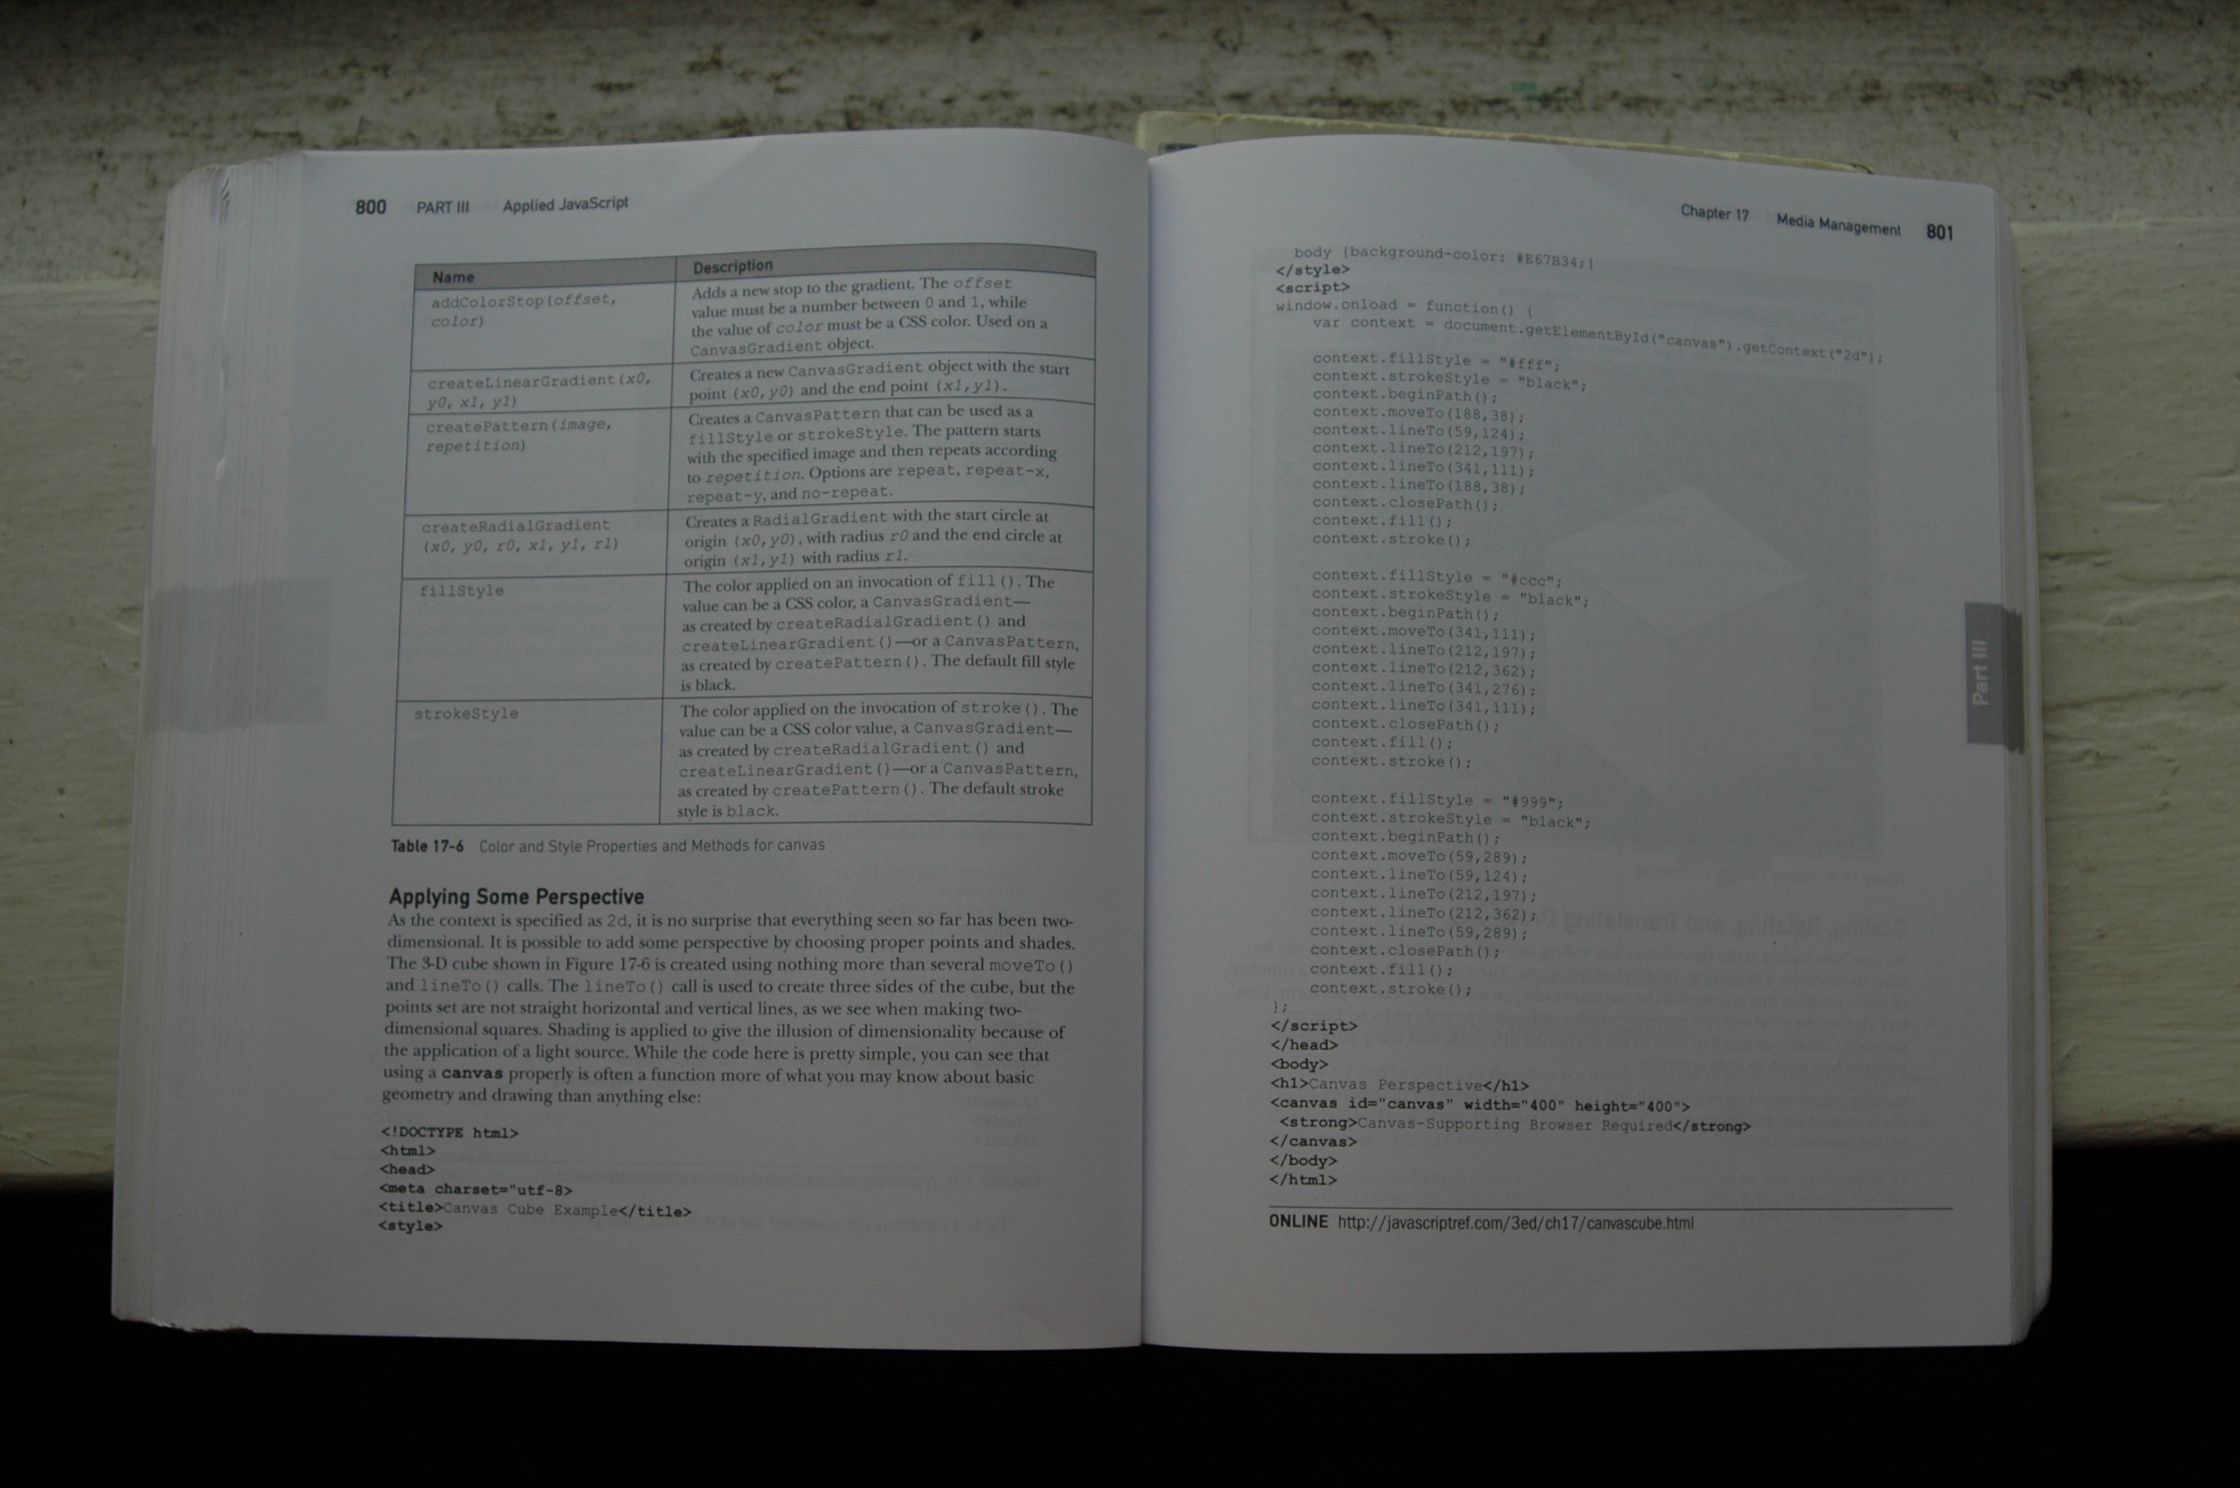 800 PART III Applied JavaScript
Name Description
addColorStop(offset, color) Adds a new stop to the gradient. The offset
value must be a number between 0 and 1, while
the value of color must be a CSS color. Used on a
CanvasGradient object.
createLinearGradient(x0, y0, x1, y1) Creates a new CanvasGradient object with the start
point (x0,y0) and the end point (x1,y1).
createPattern(image, repetition) Creates a CanvasPattern that can be used as a
fillStyle or strokeStyle. The pattern starts
with the specified image and then repeats according
to repetition. Options are repeat, repeat-x,
repeat-y, and no-repeat.
createRadialGradient (x0, y0, r0, x1, y1, r1) Creates a RadialGradient with the start circle at
origin (x0,y0), with radius r0 and the end circle at
origin (x1,y1) with radius r1.
fillStyle The color applied on an invocation of fill(). The
value can be a CSS color, a CanvasGradient—
as created by createRadialGradient() and
createLinearGradient()—or a CanvasPattern,
as created by createPattern(). The default fill style
is black.
strokeStyle The color applied on the invocation of stroke(). The
value can be a CSS color value, a CanvasGradient—
as created by createRadialGradient() and
createLinearGradient()—or a CanvasPattern,
as created by createPattern(). The default stroke
style is black.
Table 17-6 Color and Style Properties and Methods for canvas
Applying Some Perspective
As the context is specified as 2d, it is no surprise that everything seen so far has been two-
dimensional. It is possible to add some perspective by choosing proper points and shades.
The 3-D cube shown in Figure 17-6 is created using nothing more than several moveTo()
and lineTo() calls. The lineTo() call is used to create three sides of the cube, but the
points set are not straight horizontal and vertical lines, as we see when making two-
dimensional squares. Shading is applied to give the illusion of dimensionality because of
the application of a light source. While the code here is pretty simple, you can see that
using a canvas properly is often a function more of what you may know about basic
geometry and drawing than anything else:
<!DOCTYPE html>
<html>
<head>
<meta charset="utf-8>
<title>Canvas Cube Example</title>
<style>
Chapter 17 Media Management 801
body {background-color: #E67B34;}
</style>
<script>
window.onload = function() {
var context = document.getElementById("canvas").getContext("2d");
context.fillStyle = "#fff";
context.strokeStyle = "black";
context.beginPath();
context.moveTo(188,38);
context.lineTo(59,124);
context.lineTo(212,197);
context.lineTo(341,111);
context.lineTo(188,38);
context.closePath();
context.fill();
context.stroke();
context.fillStyle = "#ccc";
context.strokeStyle = "black";
context.beginPath();
context.moveTo(341,111);
context.lineTo(212,197);
context.lineTo(212,362);
context.lineTo(341,276);
context.lineTo(341,111);
context.closePath();
context.fill();
context.stroke();
context.fillStyle = "#999";
context.strokeStyle = "black";
context.beginPath();
context.moveTo(59,289);
context.lineTo(59,124);
context.lineTo(212,197);
context.lineTo(212,362);
context.lineTo(59,289);
context.closePath();
context.fill();
context.stroke();
};
</script>
</head>
<body>
<h1>Canvas Perspective</h1>
<canvas id="canvas" width="400" height="400">
<strong>Canvas-Supporting Browser Required</strong>
</canvas>
</body>
</html>
ONLINE http://javascriptref.com/3ed/ch17/canvascube.html
Part III